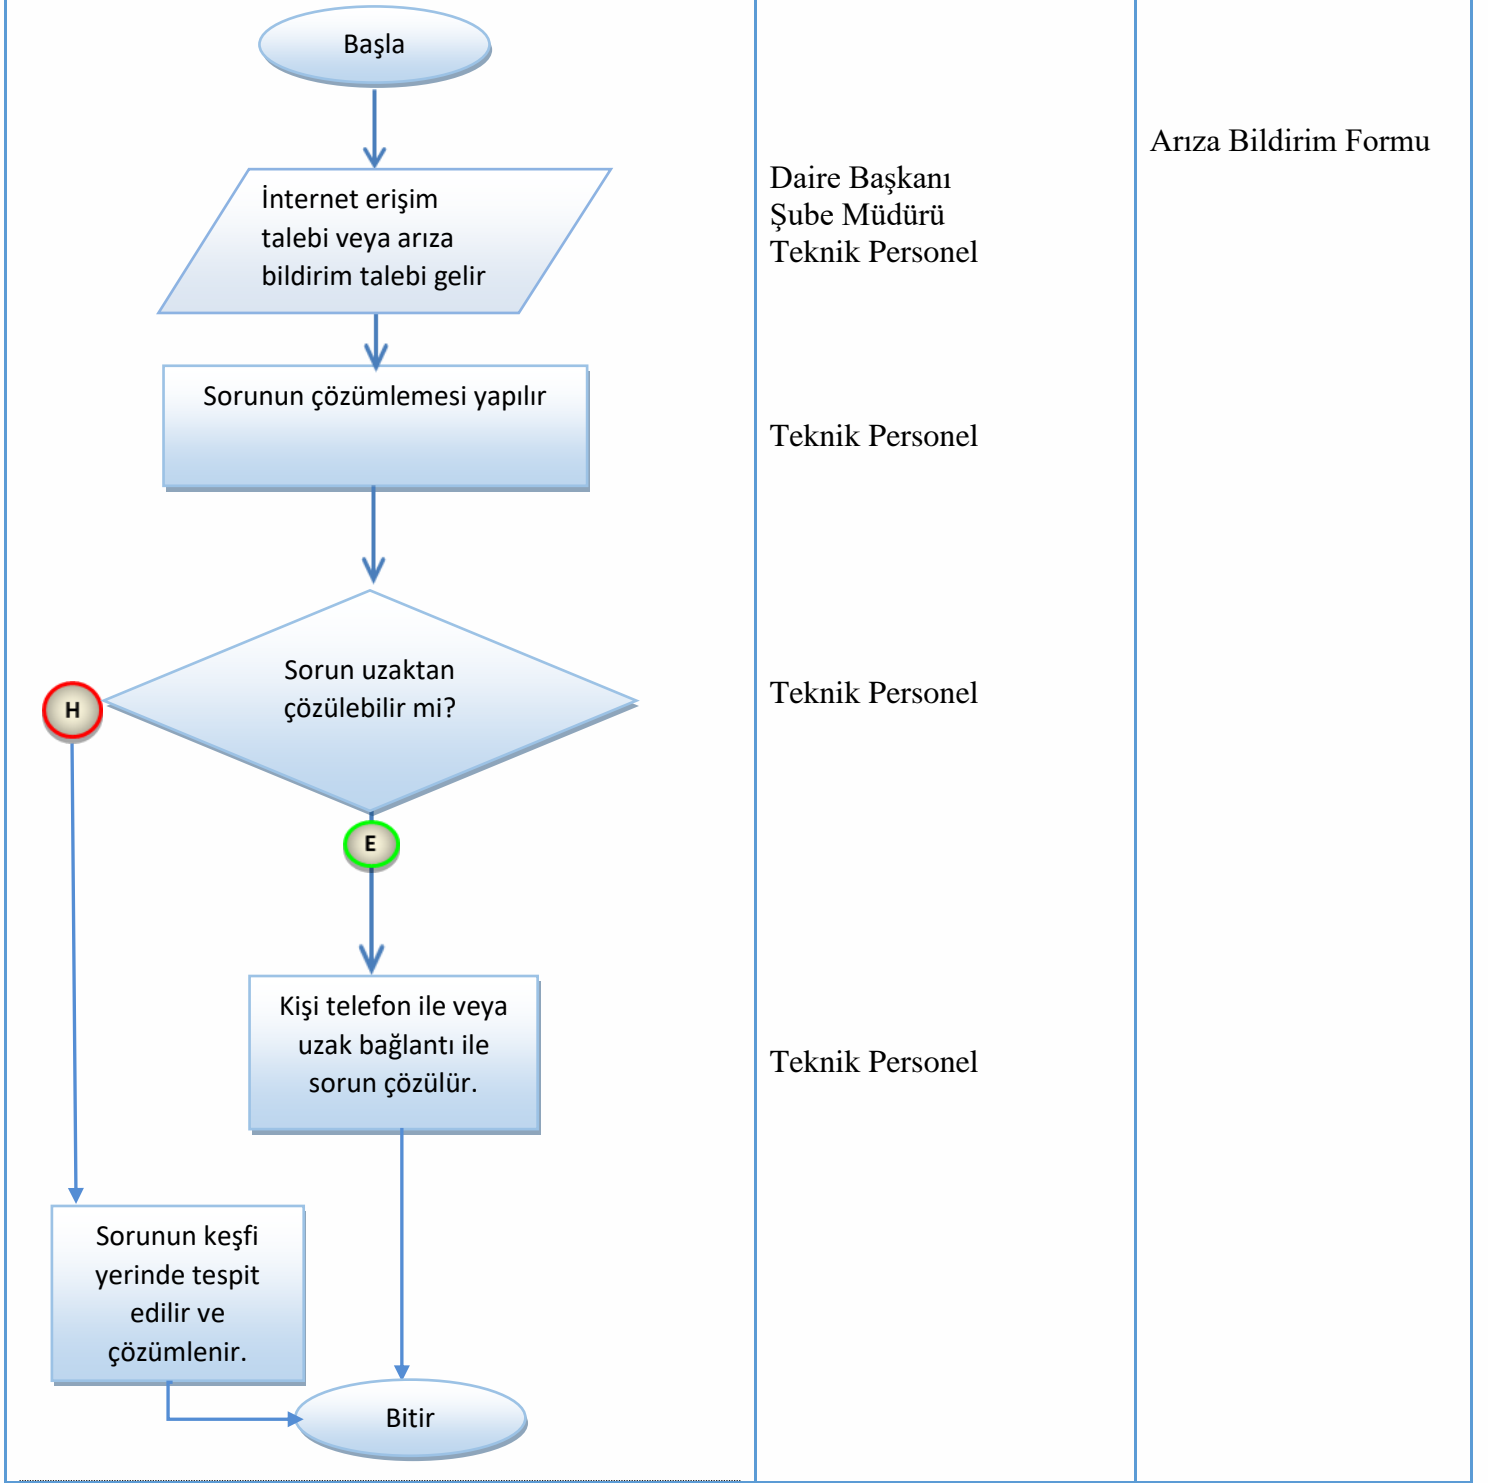 Başla
Arıza Bildirim Formu
İnternet erişim
talebi veya arıza
bildirim talebi gelir
Daire Başkanı
Şube Müdürü
Teknik Personel
Sorunun çözümlemesi yapılır
Teknik Personel
Sorun uzaktan
çözülebilir mi?
Teknik Personel
H
E
Kişi telefon ile veya
uzak bağlantı ile
sorun çözülür.
Teknik Personel
Sorunun keşfi
yerinde tespit
edilir ve
çözümlenir.
Bitir